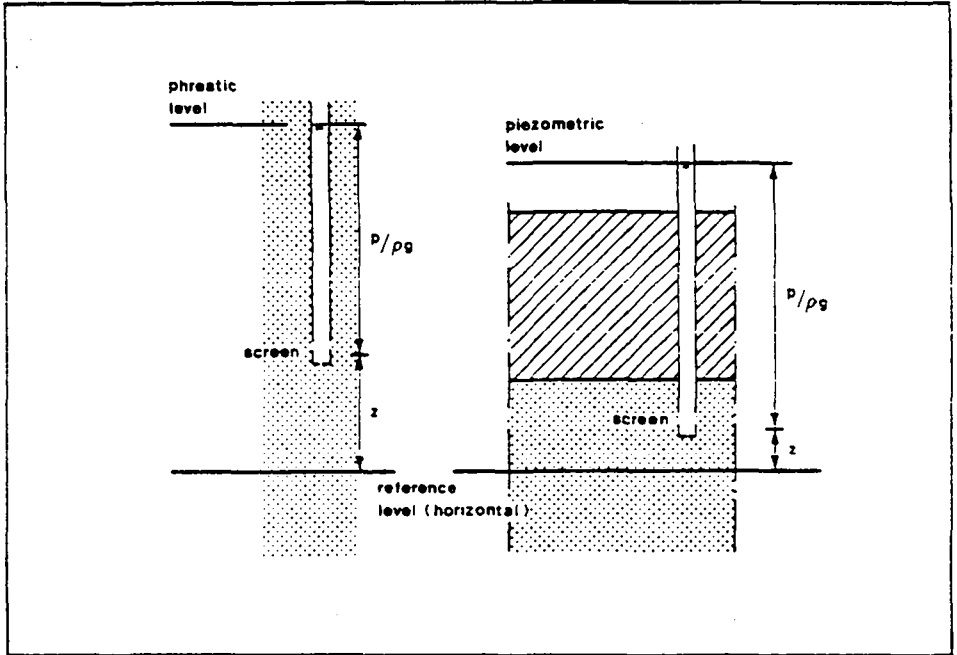 phreatic
level
p/ρg
screen
z
reference
level (horizontal)
piezometric
level
p/ρg
screen
z